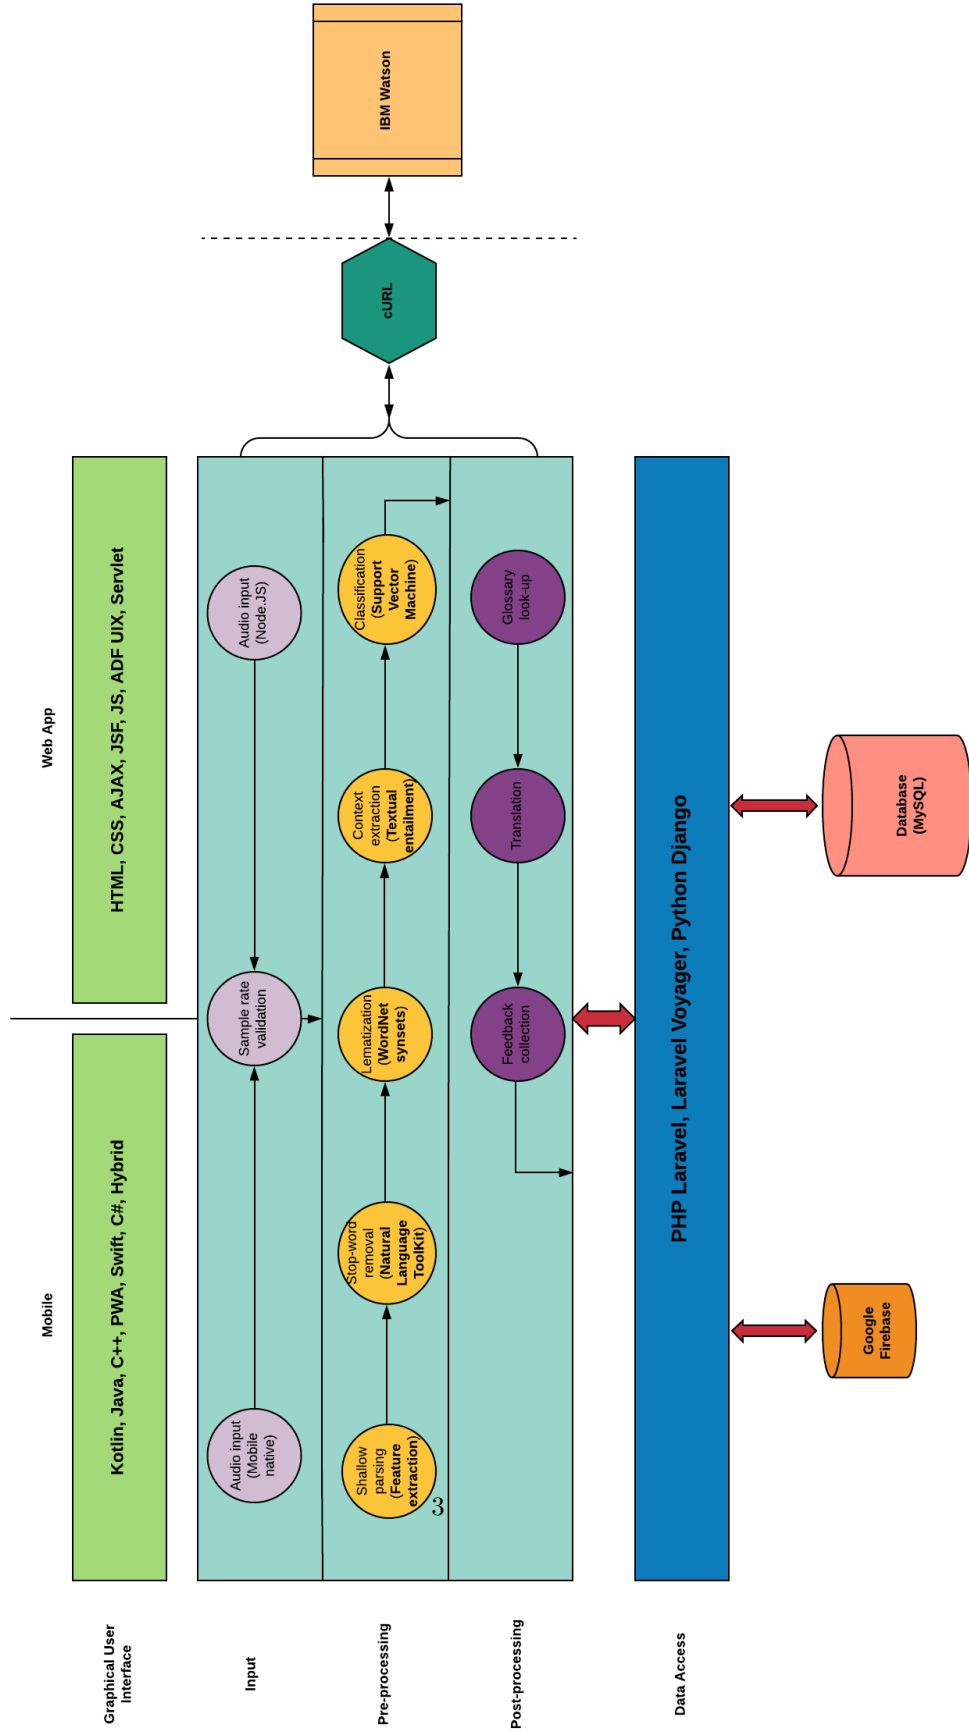 Mobile
Web App
Graphical User
Interface
Kotlin, Java, C++, PWA, Swift, C#, Hybrid
HTML, CSS, AJAX, JSF, JS, ADF UIX, Servlet
Input
Audio input
(Mobile
native)
Sample rate
validation
Audio input
(Node.JS)
Pre-processing
Shallow
parsing
(Feature
extraction)
Stop-word
removal
(Natural
Language
ToolKit)
Lematization
(WordNet
synsets)
Context
extraction
(Textual
entailment)
Classification
(Support
Vector
Machine)
Post-processing
Feedback
collection
Translation
Glossary
look-up
cURL
IBM Watson
Data Access
PHP Laravel, Laravel Voyager, Python Django
Google
Firebase
Database
(MySQL)
3